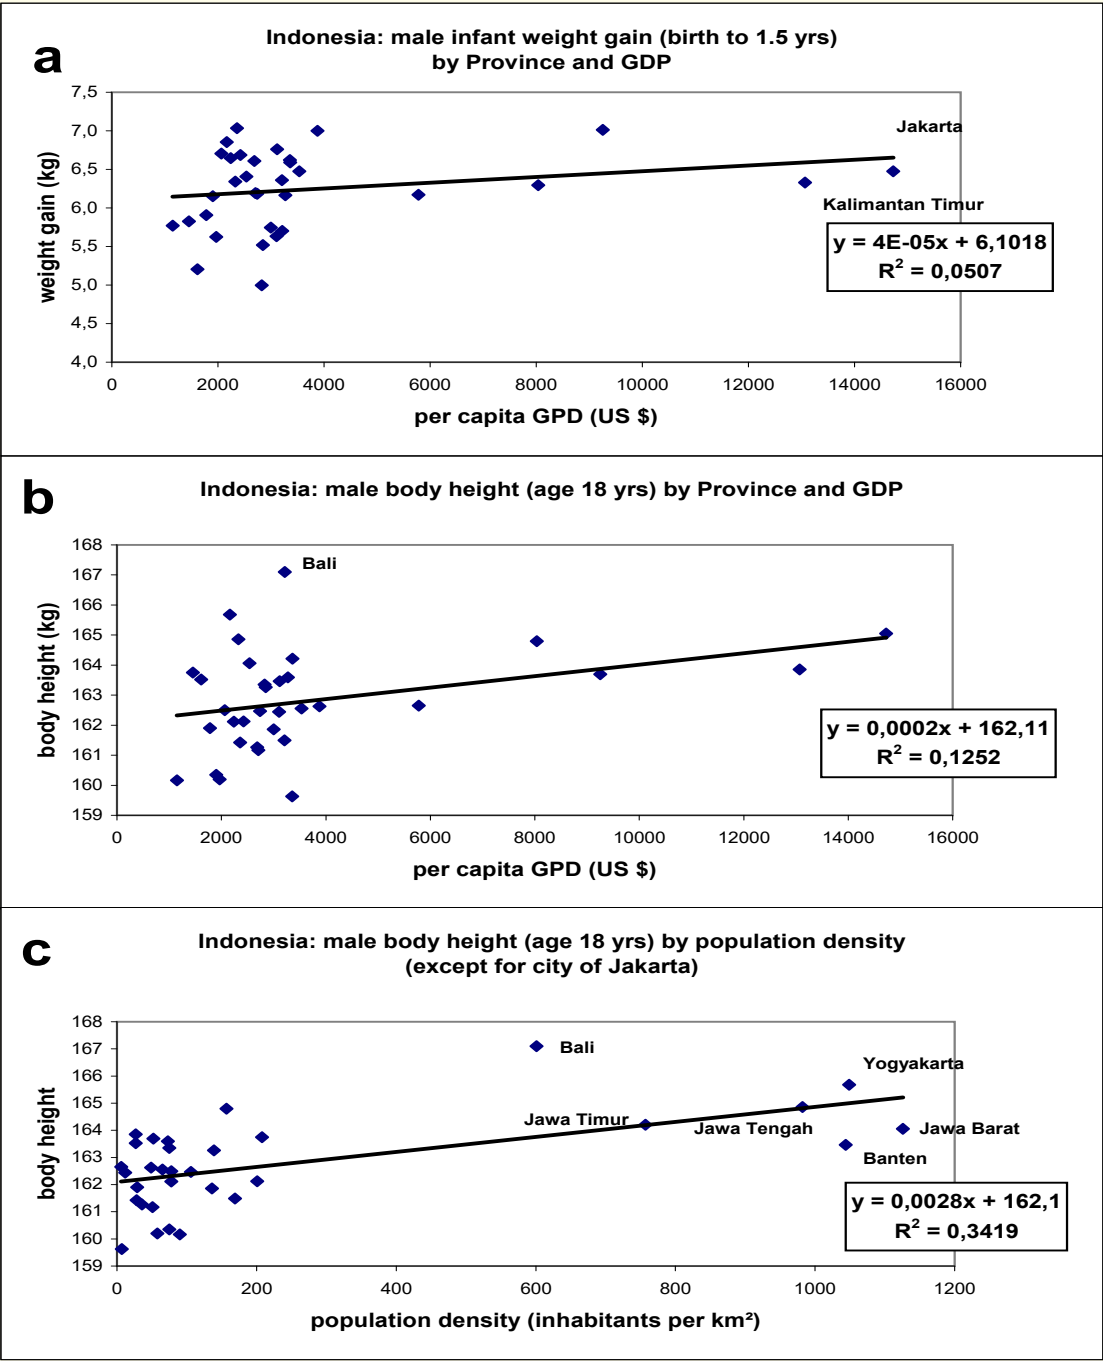 a
Indonesia: male infant weight gain (birth to 1.5 yrs)
by Province and GDP
weight gain (kg)
7,5
7,0
6,5
6,0
5,5
5,0
4,5
4,0
Jakarta
Kalimantan Timur
y = 4E-05x + 6,1018
R² = 0,0507
0 2000 4000 6000 8000 10000 12000 14000 16000
per capita GPD (US $)
b
Indonesia: male body height (age 18 yrs) by Province and GDP
body height (kg)
168
167
166
165
164
163
162
161
160
159
Bali
y = 0,0002x + 162,11
R² = 0,1252
0 2000 4000 6000 8000 10000 12000 14000 16000
per capita GPD (US $)
c
Indonesia: male body height (age 18 yrs) by population density
(except for city of Jakarta)
body height
168
167
166
165
164
163
162
161
160
159
Bali
Yogyakarta
Jawa Timur
Jawa Tengah
Jawa Barat
Banten
y = 0,0028x + 162,1
R² = 0,3419
0 200 400 600 800 1000 1200
population density (inhabitants per km²)